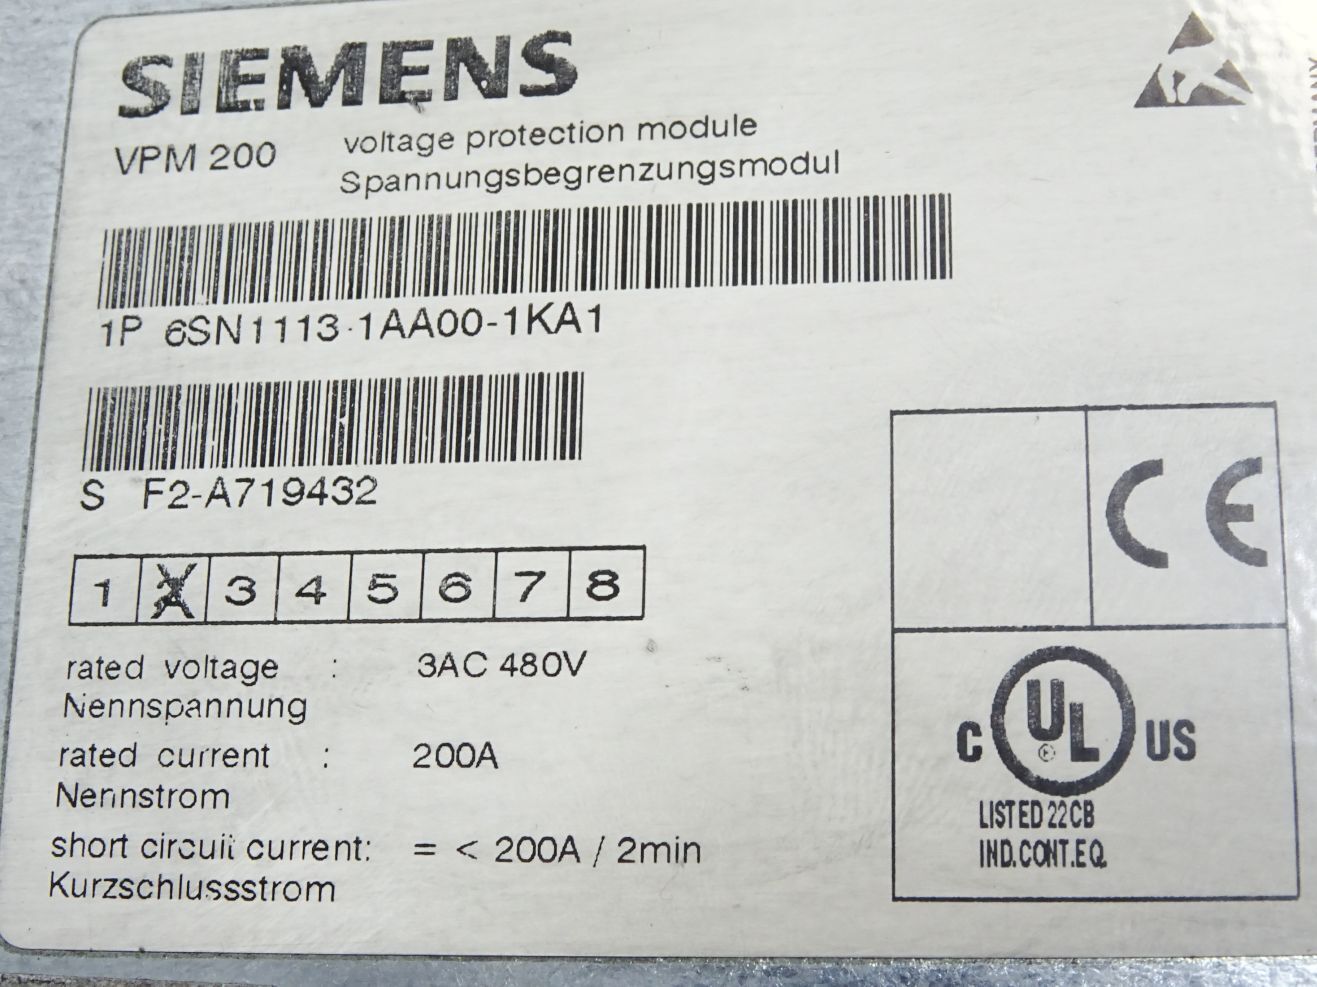 SIEMENS
VPM 200 voltage protection module
Spannungsbegrenzungsmodul
1P 6SN1113-1AA00-1KA1
S F2-A719432
1 3 4 5 6 7 8
rated voltage : 3AC 480V
Nennspannung
rated current : 200A
Nennstrom
short circuit current: = < 200A / 2min
Kurzschlussstrom
CE
C UL US
LISTED 22CB
IND.CONT.EQ.